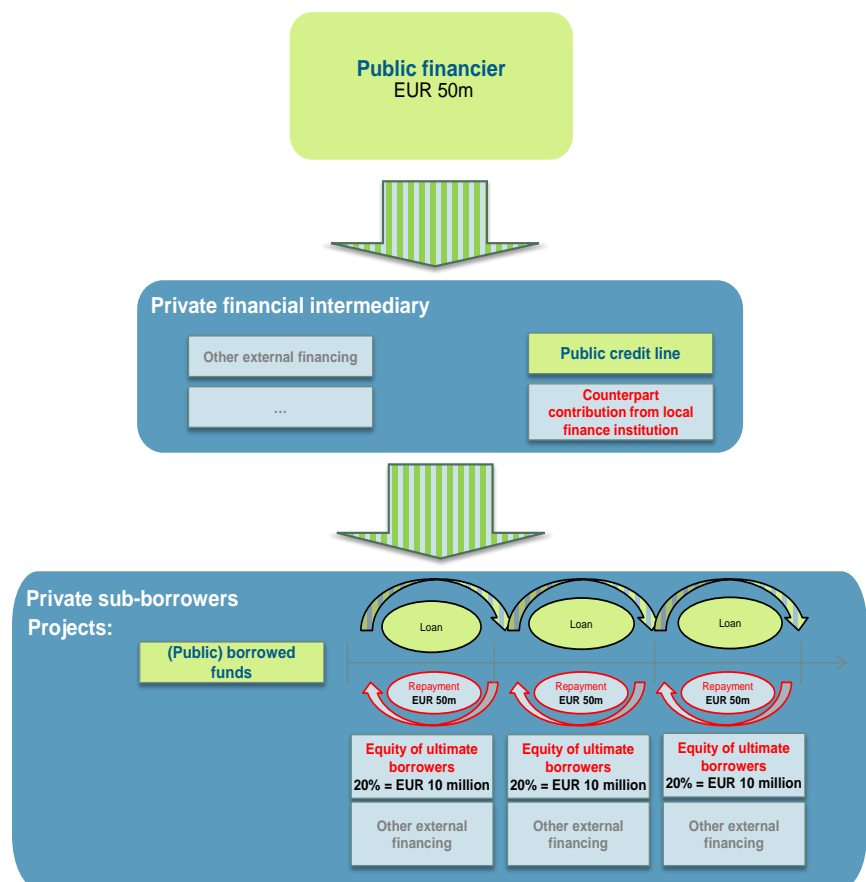 Public financier
EUR 50m
Private financial intermediary
Other external financing
Public credit line
...
Counterpart
contribution from local
finance institution
Private sub-borrowers
Projects:
Loan
Loan
Loan
(Public) borrowed
funds
Repayment
EUR 50m
Repayment
EUR 50m
Repayment
EUR 50m
Equity of ultimate
borrowers
20% = EUR 10 million
Equity of ultimate
borrowers
20% = EUR 10 million
Equity of ultimate
borrowers
20% = EUR 10 million
Other external
financing
Other external
financing
Other external
financing